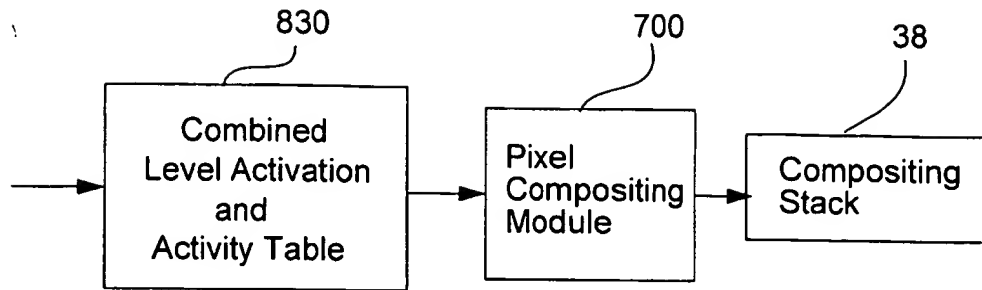 830
700
38
Combined
Level Activation
and
Activity Table
Pixel
Compositing
Module
Compositing
Stack